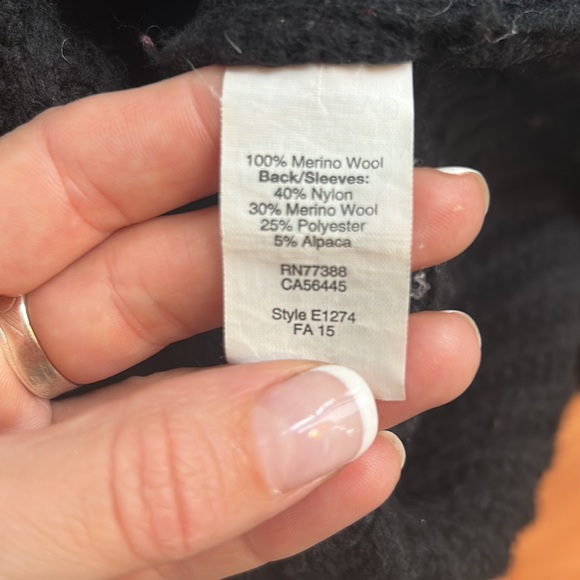 100% Merino Wool
Back/Sleeves:
40% Nylon
30% Merino Wool
25% Polyester
5% Alpaca
RN77388
CA56445
Style E1274
FA 15